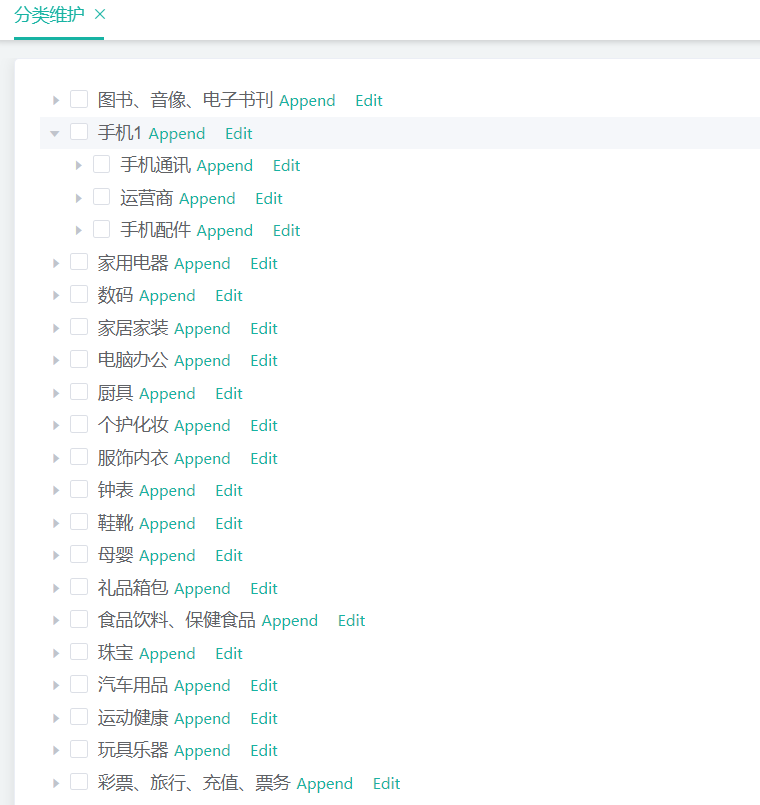 分类维护 ×
图书、音像、电子书刊 Append Edit
手机1 Append Edit
手机通讯 Append Edit
运营商 Append Edit
手机配件 Append Edit
家用电器 Append Edit
数码 Append Edit
家居家装 Append Edit
电脑办公 Append Edit
厨具 Append Edit
个护化妆 Append Edit
服饰内衣 Append Edit
钟表 Append Edit
鞋靴 Append Edit
母婴 Append Edit
礼品箱包 Append Edit
食品饮料、保健食品 Append Edit
珠宝 Append Edit
汽车用品 Append Edit
运动健康 Append Edit
玩具乐器 Append Edit
彩票、旅行、充值、票务 Append Edit